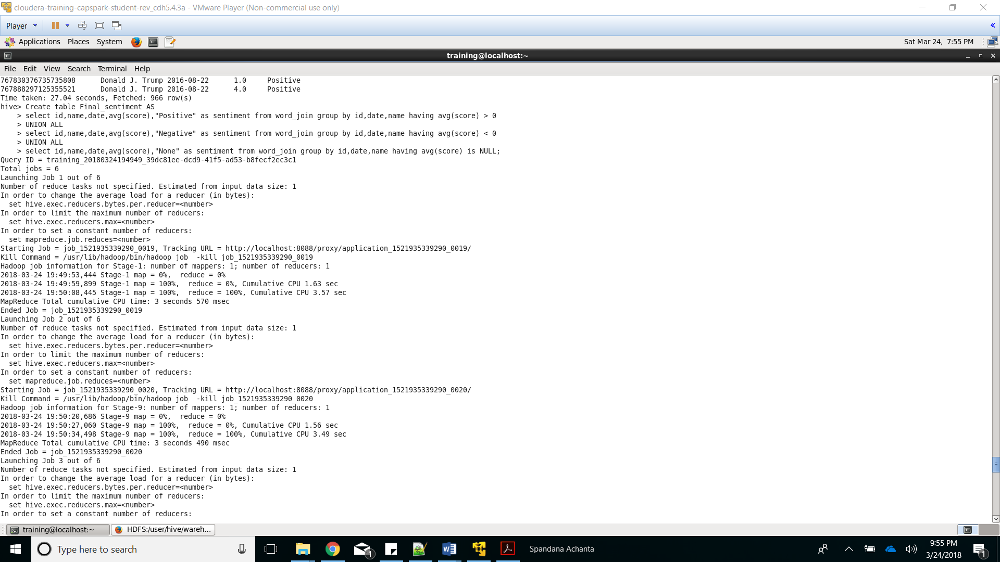 cloudera-training-capspark-student-rev_cdh5.4.3a - VMware Player (Non-commercial use only)
Player
«
Applications Places System Sat Mar 24, 7:55 PM
training@localhost:~
File Edit View Search Terminal Help
767830376735735808      Donald J. Trump 2016-08-22      1.0     Positive
767888297125355521      Donald J. Trump 2016-08-22      4.0     Positive
Time taken: 27.04 seconds, Fetched: 966 row(s)
hive> Create table Final_sentiment AS
    > select id,name,date,avg(score),"Positive" as sentiment from word_join group by id,date,name having avg(score) > 0
    > UNION ALL
    > select id,name,date,avg(score),"Negative" as sentiment from word_join group by id,date,name having avg(score) < 0
    > UNION ALL
    > select id,name,date,avg(score),"None" as sentiment from word_join group by id,date,name having avg(score) is NULL;
Query ID = training_20180324194949_39dc81ee-dcd9-41f5-ad53-b8fecf2ec3c1
Total jobs = 6
Launching Job 1 out of 6
Number of reduce tasks not specified. Estimated from input data size: 1
In order to change the average load for a reducer (in bytes):
  set hive.exec.reducers.bytes.per.reducer=<number>
In order to limit the maximum number of reducers:
  set hive.exec.reducers.max=<number>
In order to set a constant number of reducers:
  set mapreduce.job.reduces=<number>
Starting Job = job_1521935339290_0019, Tracking URL = http://localhost:8088/proxy/application_1521935339290_0019/
Kill Command = /usr/lib/hadoop/bin/hadoop job  -kill job_1521935339290_0019
Hadoop job information for Stage-1: number of mappers: 1; number of reducers: 1
2018-03-24 19:49:53,444 Stage-1 map = 0%,  reduce = 0%
2018-03-24 19:49:59,899 Stage-1 map = 100%,  reduce = 0%, Cumulative CPU 1.63 sec
2018-03-24 19:50:08,445 Stage-1 map = 100%,  reduce = 100%, Cumulative CPU 3.57 sec
MapReduce Total cumulative CPU time: 3 seconds 570 msec
Ended Job = job_1521935339290_0019
Launching Job 2 out of 6
Number of reduce tasks not specified. Estimated from input data size: 1
In order to change the average load for a reducer (in bytes):
  set hive.exec.reducers.bytes.per.reducer=<number>
In order to limit the maximum number of reducers:
  set hive.exec.reducers.max=<number>
In order to set a constant number of reducers:
  set mapreduce.job.reduces=<number>
Starting Job = job_1521935339290_0020, Tracking URL = http://localhost:8088/proxy/application_1521935339290_0020/
Kill Command = /usr/lib/hadoop/bin/hadoop job  -kill job_1521935339290_0020
Hadoop job information for Stage-9: number of mappers: 1; number of reducers: 1
2018-03-24 19:50:20,686 Stage-9 map = 0%,  reduce = 0%
2018-03-24 19:50:27,060 Stage-9 map = 100%,  reduce = 0%, Cumulative CPU 1.56 sec
2018-03-24 19:50:34,498 Stage-9 map = 100%,  reduce = 100%, Cumulative CPU 3.49 sec
MapReduce Total cumulative CPU time: 3 seconds 490 msec
Ended Job = job_1521935339290_0020
Launching Job 3 out of 6
Number of reduce tasks not specified. Estimated from input data size: 1
In order to change the average load for a reducer (in bytes):
  set hive.exec.reducers.bytes.per.reducer=<number>
In order to limit the maximum number of reducers:
  set hive.exec.reducers.max=<number>
In order to set a constant number of reducers:
training@localhost:~ HDFS:/user/hive/wareh...
Type here to search 1 Spandana Achanta 9:55 PM 1
3/24/2018